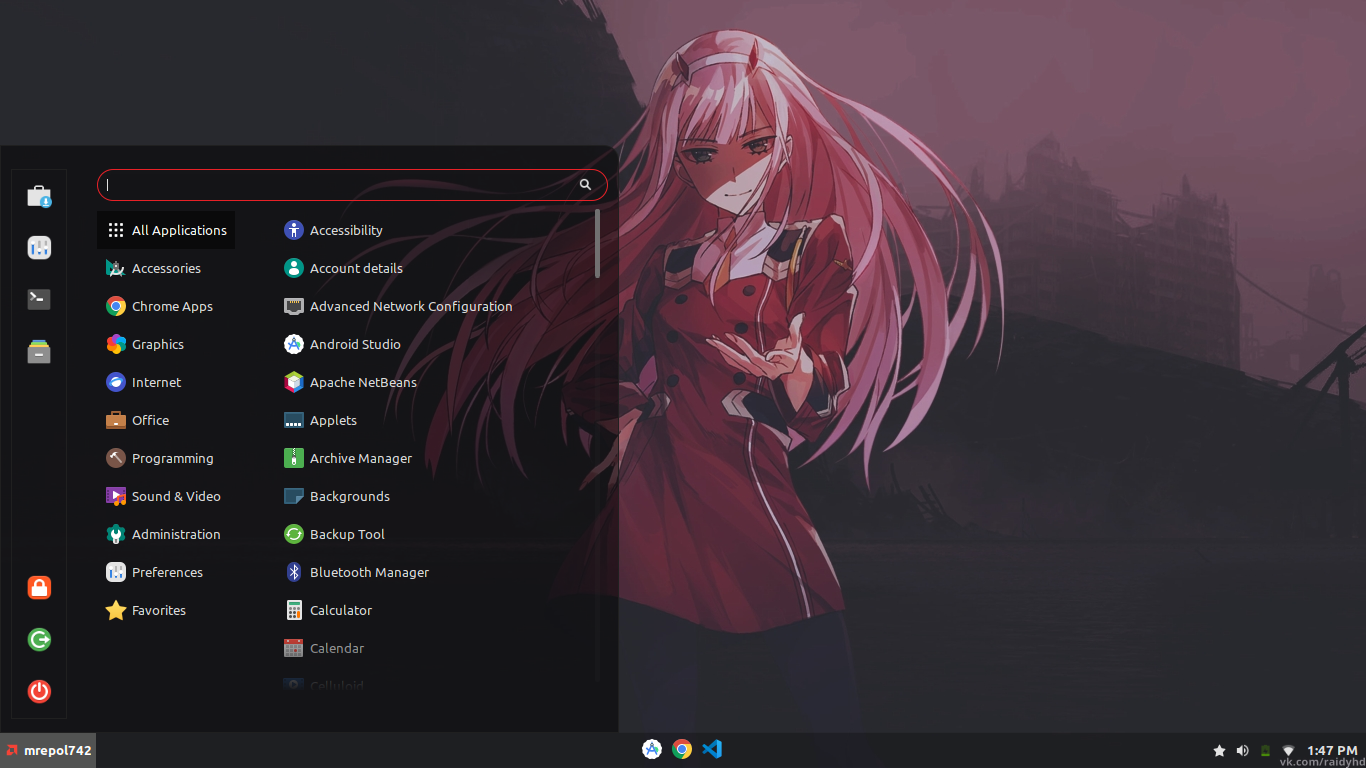 All Applications
Accessories
Chrome Apps
Graphics
Internet
Office
Programming
Sound & Video
Administration
Preferences
Favorites
Accessibility
Account details
Advanced Network Configuration
Android Studio
Apache NetBeans
Applets
Archive Manager
Backgrounds
Backup Tool
Bluetooth Manager
Calculator
Calendar
Celluloid
mrepol742
1:47 PM
vk.com/raidyhd